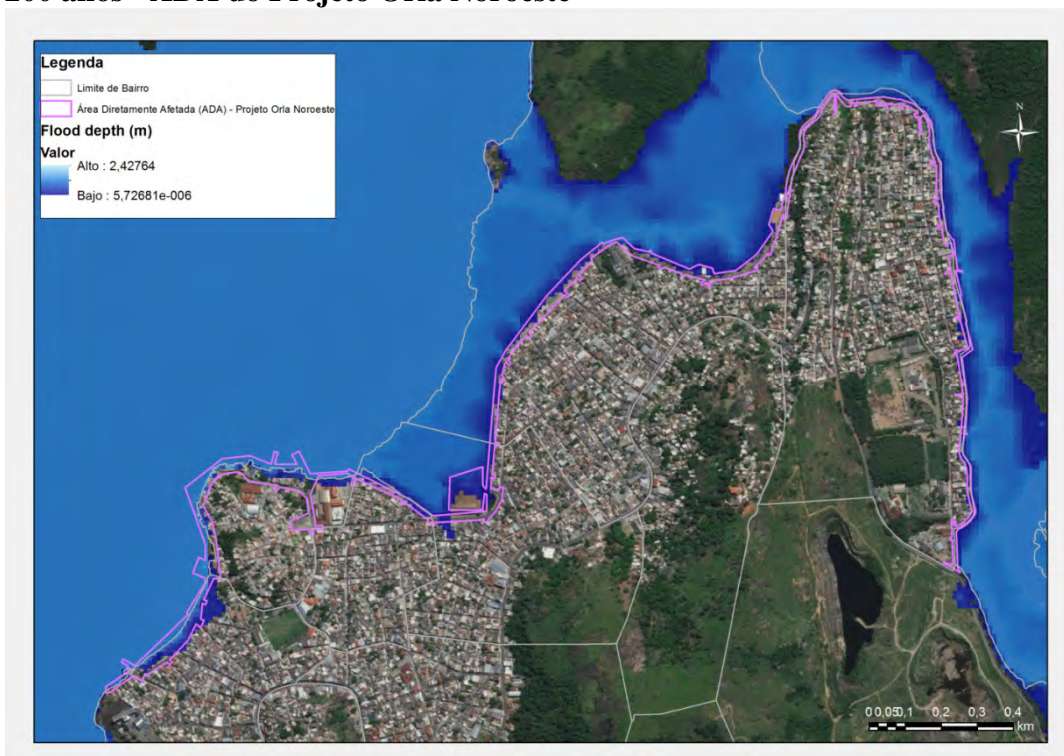 200 anos - ADA do Projeto Orla Noroeste
Legenda
Limite de Bairro
Área Diretamente Afetada (ADA) - Projeto Orla Noroeste
Flood depth (m)
Valor
Alto : 2,42764
Bajo : 5,72681e-006
N
0 0,050,1 0,2 0,3 0,4
km